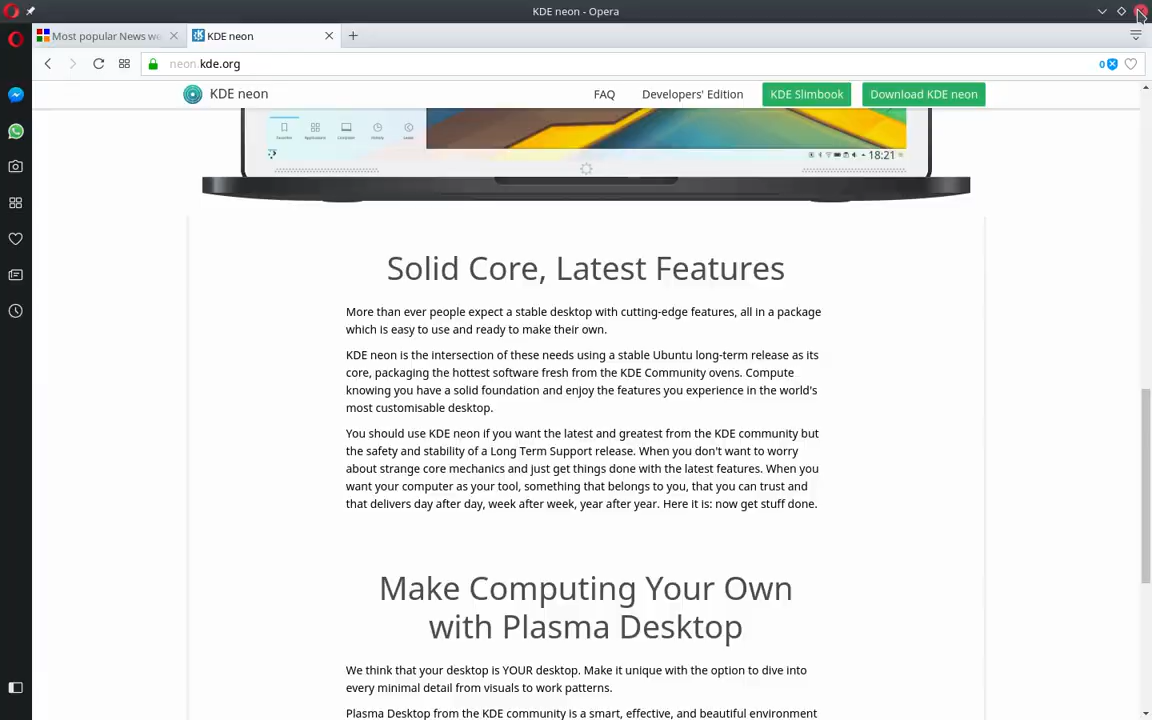 KDE neon - Opera
Most popular News we
KDE neon
neon.kde.org
0
KDE neon
FAQ
Developers' Edition
KDE Slimbook
Download KDE neon
Favorites
Applications
Computer
History
Leave
18:21
Solid Core, Latest Features
More than ever people expect a stable desktop with cutting-edge features, all in a package
which is easy to use and ready to make their own.
KDE neon is the intersection of these needs using a stable Ubuntu long-term release as its
core, packaging the hottest software fresh from the KDE Community ovens. Compute
knowing you have a solid foundation and enjoy the features you experience in the world's
most customisable desktop.
You should use KDE neon if you want the latest and greatest from the KDE community but
the safety and stability of a Long Term Support release. When you don't want to worry
about strange core mechanics and just get things done with the latest features. When you
want your computer as your tool, something that belongs to you, that you can trust and
that delivers day after day, week after week, year after year. Here it is: now get stuff done.
Make Computing Your Own
with Plasma Desktop
We think that your desktop is YOUR desktop. Make it unique with the option to dive into
every minimal detail from visuals to work patterns.
Plasma Desktop from the KDE community is a smart, effective, and beautiful environment